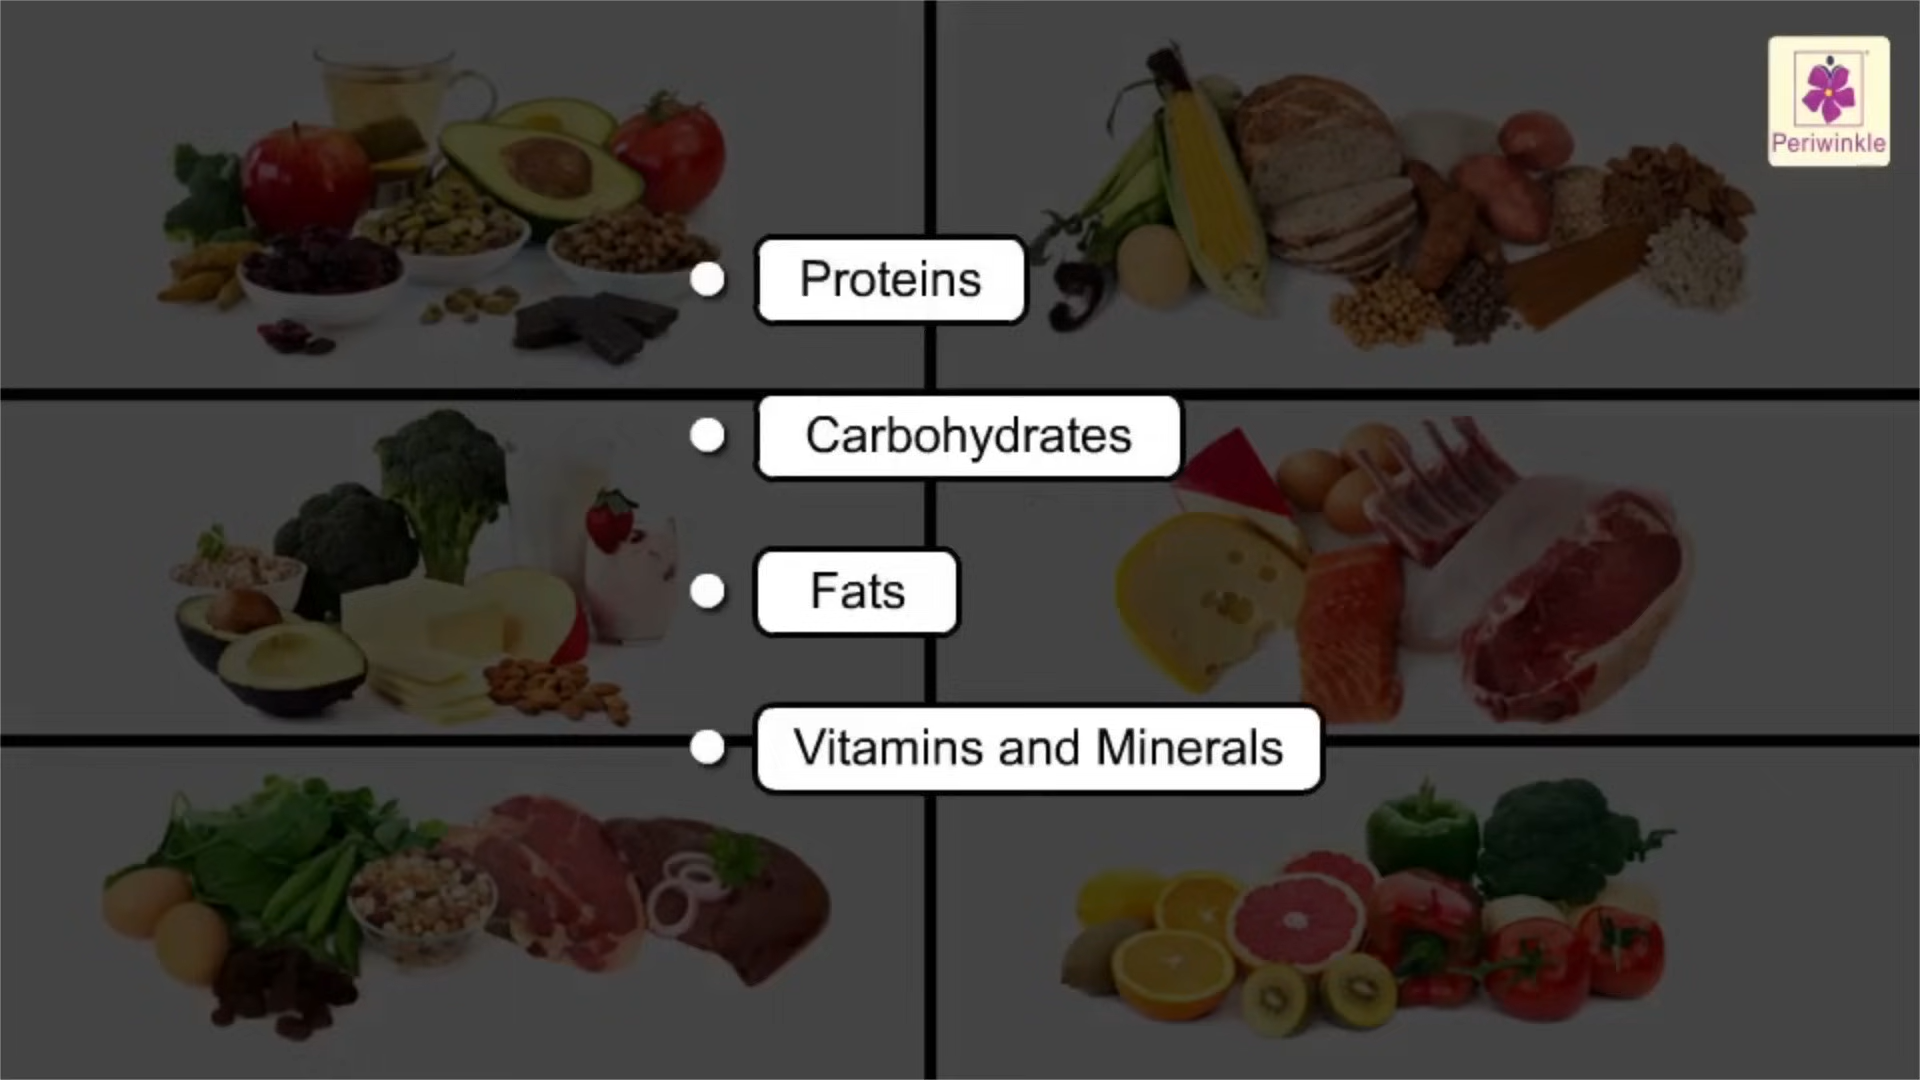 Periwinkle
Proteins
Carbohydrates
Fats
Vitamins and Minerals